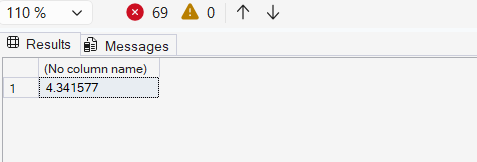 110 % 69 0
Results Messages
(No column name)
1 4.341577